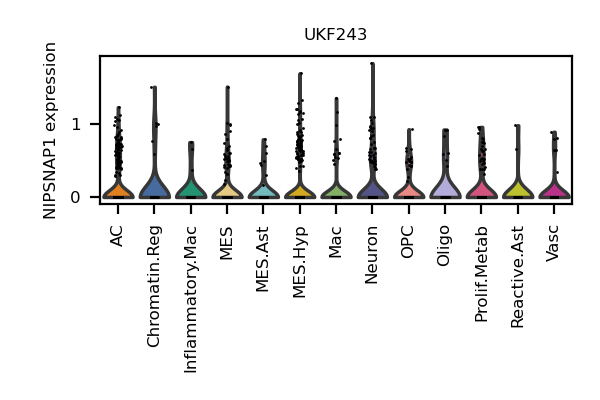 UKF243
NIPSNAP1 expression
1
0
AC
Chromatin.Reg
Inflammatory.Mac
MES
MES.Ast
MES.Hyp
Mac
Neuron
OPC
Oligo
Prolif.Metab
Reactive.Ast
Vasc